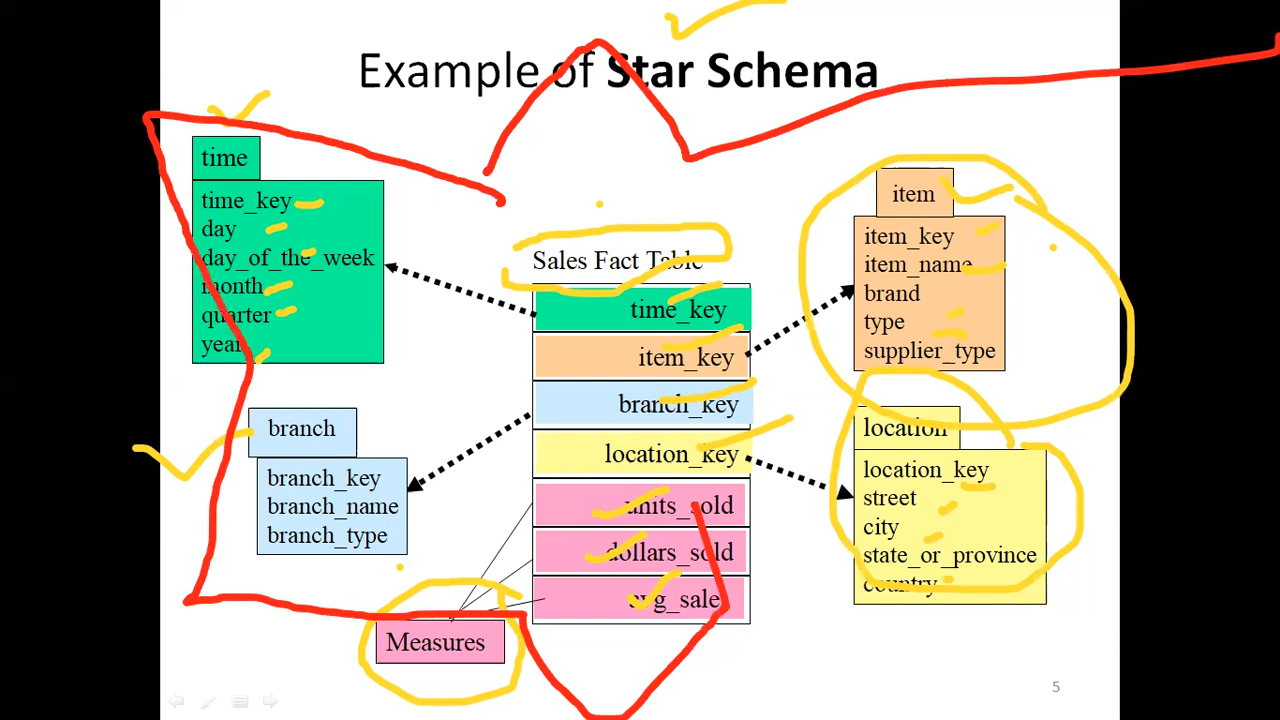 Example of Star Schema
time
time_key
day
day_of_the_week
month
quarter
year
branch
branch_key
branch_name
branch_type
Sales Fact Table
time_key
item_key
branch_key
location_key
units_sold
dollars_sold
avg_sales
Measures
item
item_key
item_name
brand
type
supplier_type
location
location_key
street
city
state_or_province
country
5